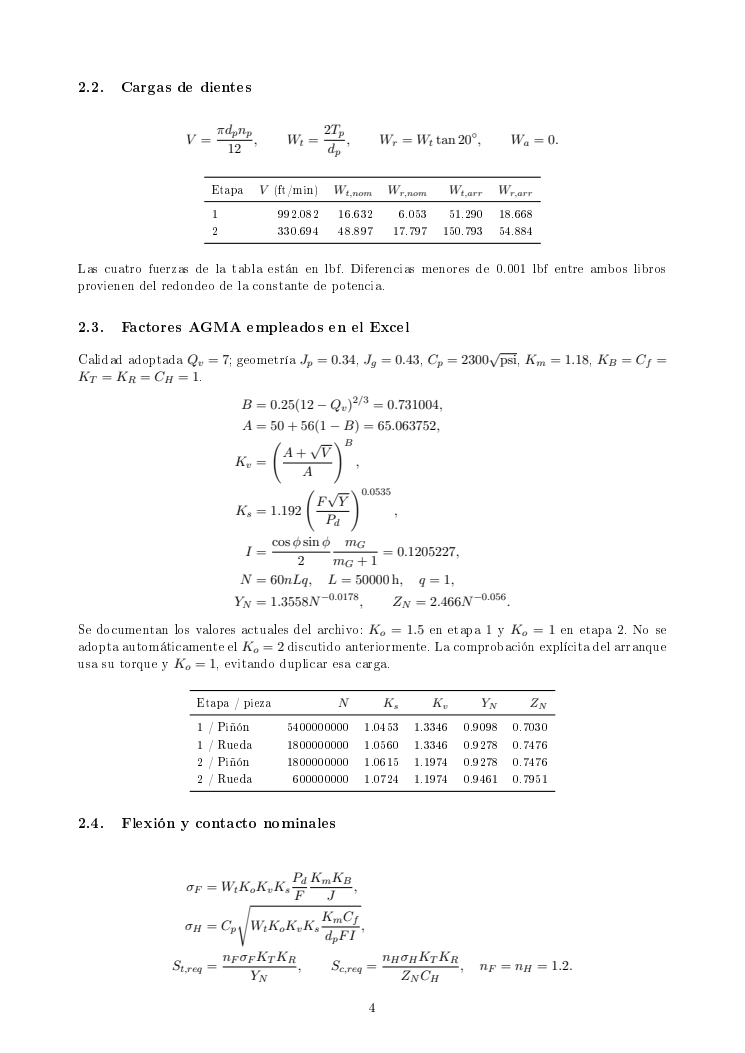 2.2. Cargas de dientes
V = πd_p n_p / 12, W_t = 2T_p / d_p, W_r = W_t tan 20°, W_a = 0.
Etapa V (ft/min) W_t,nom W_r,nom W_t,arr W_r,arr
1 992.082 16.632 6.053 51.290 18.668
2 330.694 48.897 17.797 150.793 54.884
Las cuatro fuerzas de la tabla están en lbf. Diferencias menores de 0.001 lbf entre ambos libros
provienen del redondeo de la constante de potencia.
2.3. Factores AGMA empleados en el Excel
Calidad adoptada Q_v = 7; geometría J_p = 0.34, J_g = 0.43, C_p = 2300√psi, K_m = 1.18, K_B = C_f =
K_T = K_R = C_H = 1.
B = 0.25(12 − Q_v)^2/3 = 0.731004,
A = 50 + 56(1 − B) = 65.063752,
K_v = ((A + √V) / A)^B,
K_s = 1.192 (F√Y / P_d)^0.0535,
I = (cos ϕ sin ϕ / 2) (m_G / (m_G + 1)) = 0.1205227,
N = 60nLq, L = 50000 h, q = 1,
Y_N = 1.3558N^−0.0178, Z_N = 2.466N^−0.056.
Se documentan los valores actuales del archivo: K_o = 1.5 en etapa 1 y K_o = 1 en etapa 2. No se
adopta automáticamente el K_o = 2 discutido anteriormente. La comprobación explícita del arranque
usa su torque y K_o = 1, evitando duplicar esa carga.
Etapa / pieza N K_s K_v Y_N Z_N
1 / Piñón 5400000000 1.0453 1.3346 0.9098 0.7030
1 / Rueda 1800000000 1.0560 1.3346 0.9278 0.7476
2 / Piñón 1800000000 1.0615 1.1974 0.9278 0.7476
2 / Rueda 600000000 1.0724 1.1974 0.9461 0.7951
2.4. Flexión y contacto nominales
σ_F = W_t K_o K_v K_s (P_d / F) (K_m K_B / J),
σ_H = C_p √(W_t K_o K_v K_s (K_m C_f / d_p F I)),
S_t,req = n_F σ_F K_T K_R / Y_N, S_c,req = n_H σ_H K_T K_R / Z_N C_H, n_F = n_H = 1.2.
4